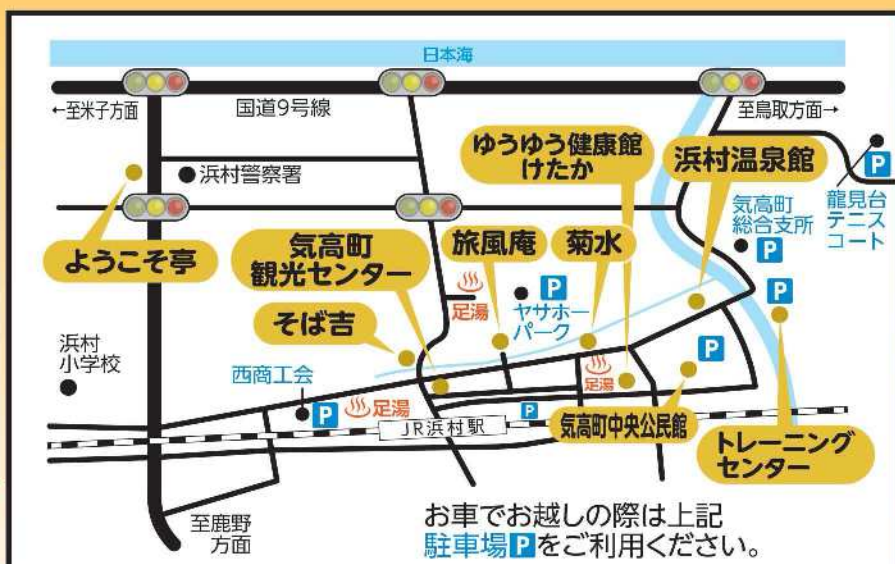 日本海
←至米子方面
国道9号線
至鳥取方面→
浜村警察署
ゆうゆう健康館
けたか
浜村温泉館
P
龍見台
テニス
コート
気高町
総合支所
P
ようこそ亭
気高町
観光センター
旅風庵
菊水
足湯
P
ヤサホー
パーク
P
そば吉
浜村
小学校
西商工会
P
足湯
足湯
P
P
JR浜村駅
気高町中央公民館
トレーニング
センター
至鹿野
方面
お車でお越しの際は上記
駐車場Pをご利用ください。